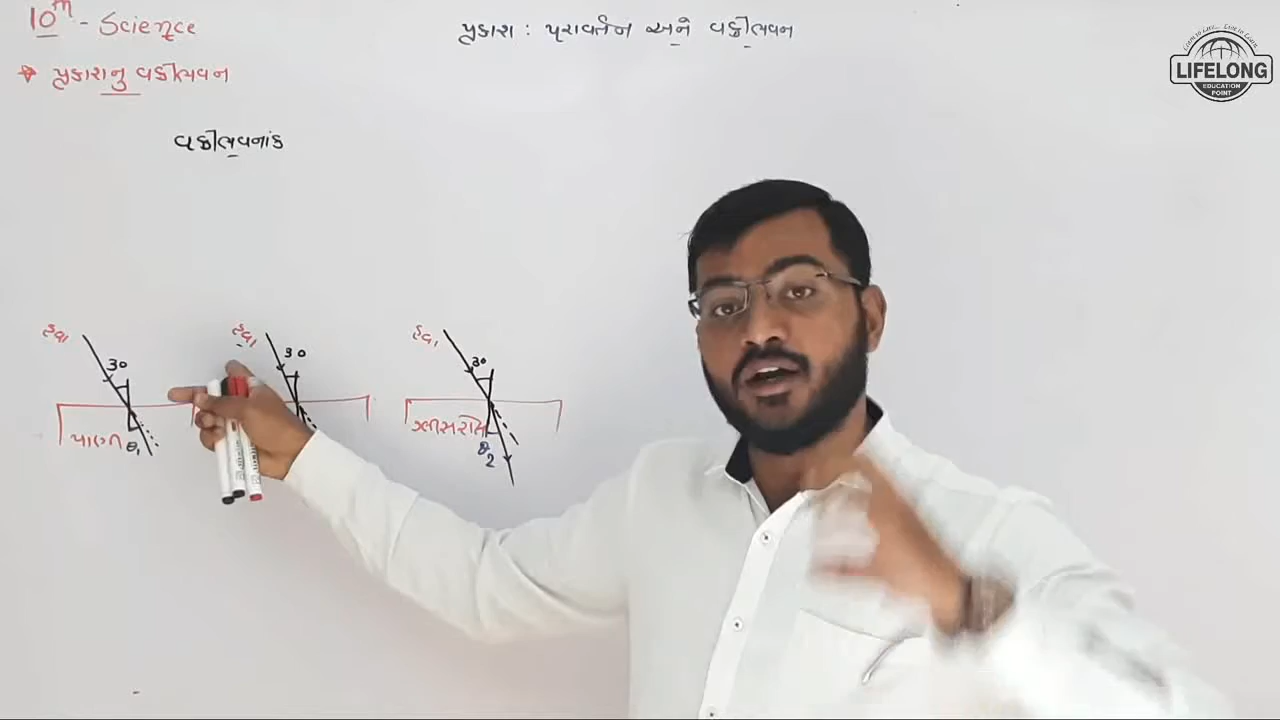 10th - Science
પ્રકાશ : પરાવર્તન અને વક્રીભવન
પ્રકાશનુ વક્રીભવન
વક્રીભવનાંક
હવા
30
હવા
30
હવા
30
પાણી
θ1
ગ્લીસરોલ
θ2
LIFELONG
EDUCATION
POINT